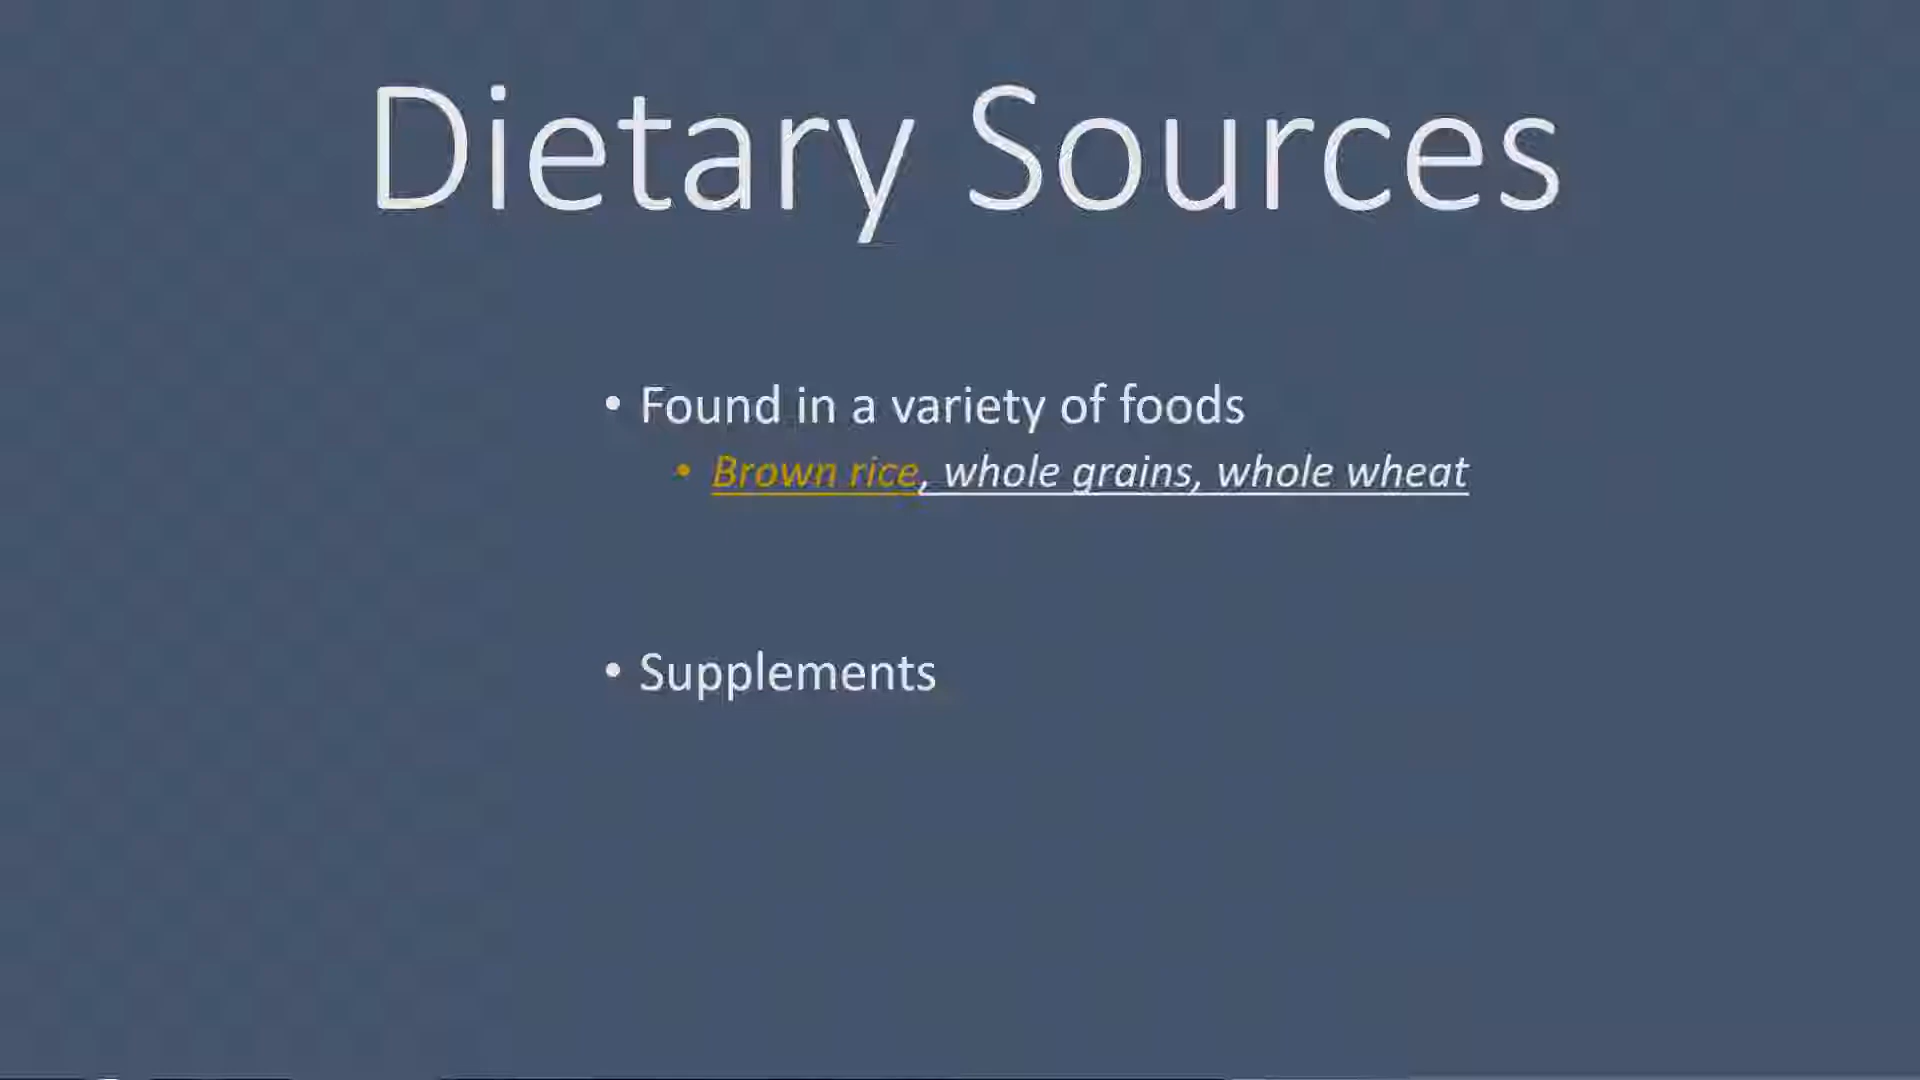 Dietary Sources
• Found in a variety of foods
• Brown rice, whole grains, whole wheat
• Supplements